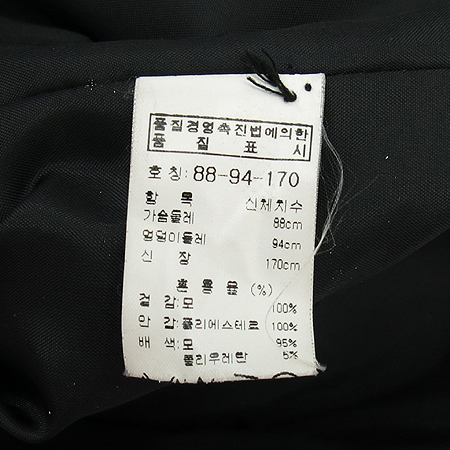 품질경영촉진법에의한
품 질 표 시
호 칭: 88-94-170
항 목 신체치수
가슴둘레 88cm
엉덩이둘레 94cm
신 장 170cm
혼 용 률 (%)
겉 감:모 100%
안 감:폴리에스테르 100%
배 색:모 95%
폴리우레탄 5%